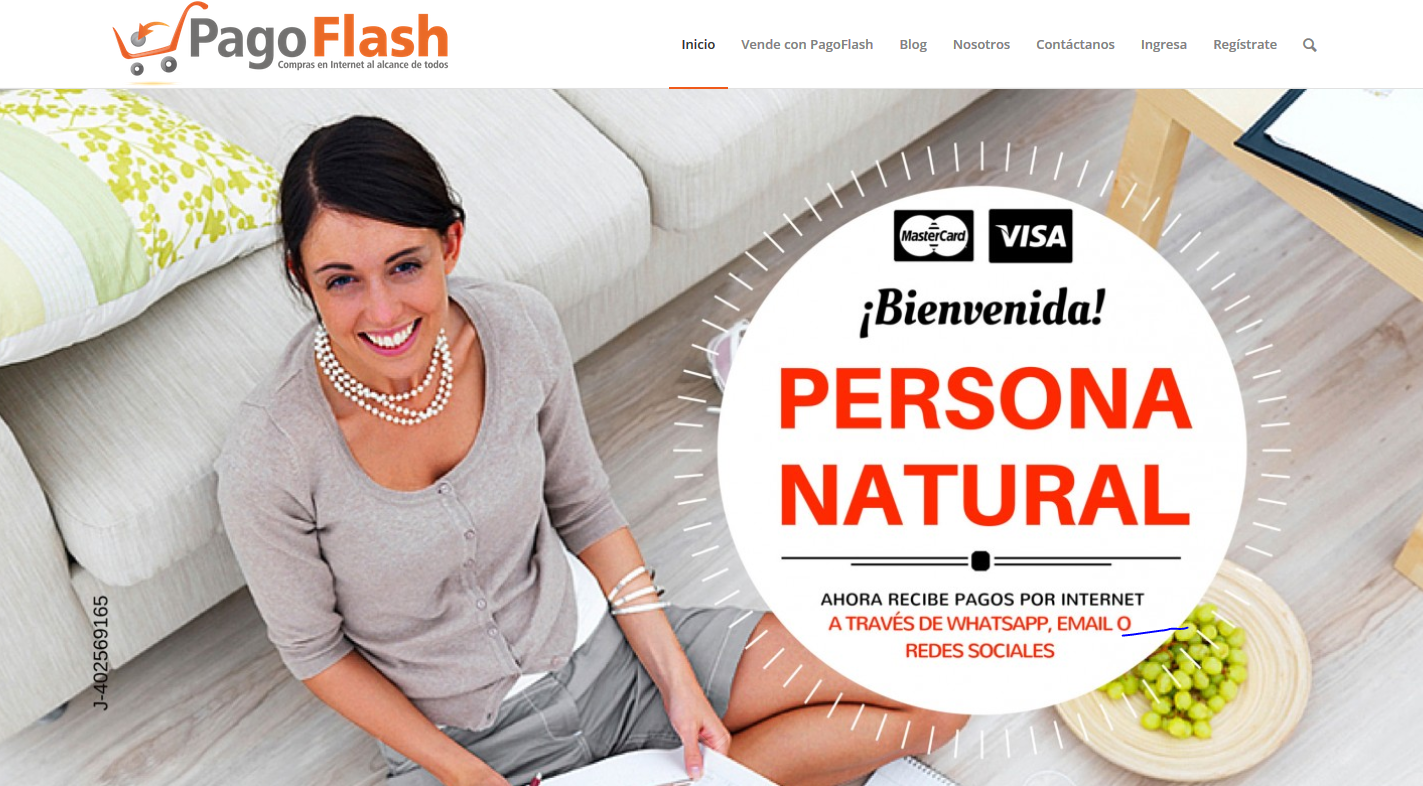 PagoFlash
Compras en Internet al alcance de todos
Inicio Vende con PagoFlash Blog Nosotros Contáctanos Ingresa Regístrate
MasterCard VISA
¡Bienvenida!
PERSONA
NATURAL
AHORA RECIBE PAGOS POR INTERNET
A TRAVÉS DE WHATSAPP, EMAIL O
REDES SOCIALES
J-402569165